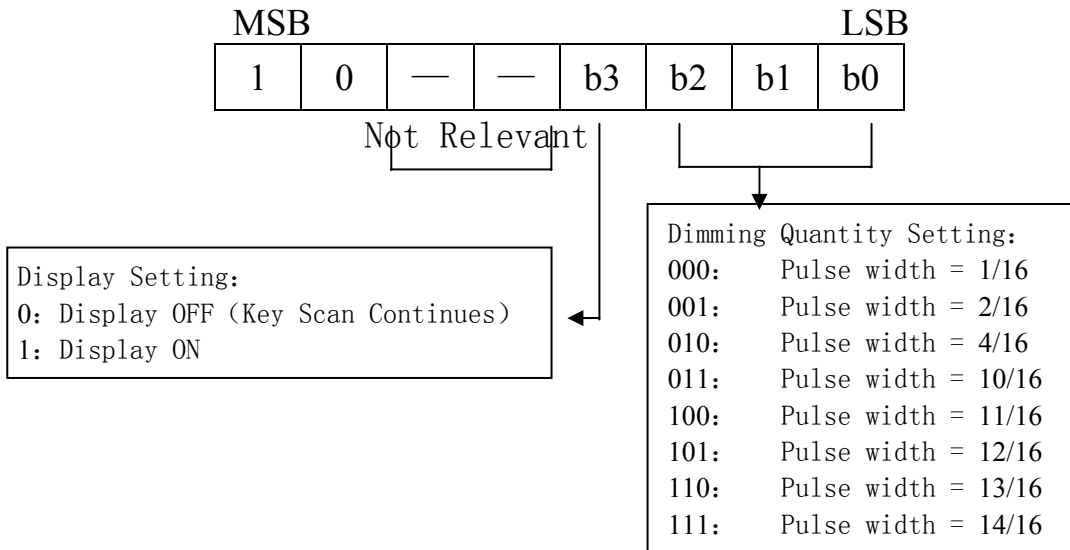 MSB LSB
1 0 — — b3 b2 b1 b0
Not Relevant
Display Setting:
0: Display OFF (Key Scan Continues)
1: Display ON
Dimming Quantity Setting:
000: Pulse width = 1/16
001: Pulse width = 2/16
010: Pulse width = 4/16
011: Pulse width = 10/16
100: Pulse width = 11/16
101: Pulse width = 12/16
110: Pulse width = 13/16
111: Pulse width = 14/16